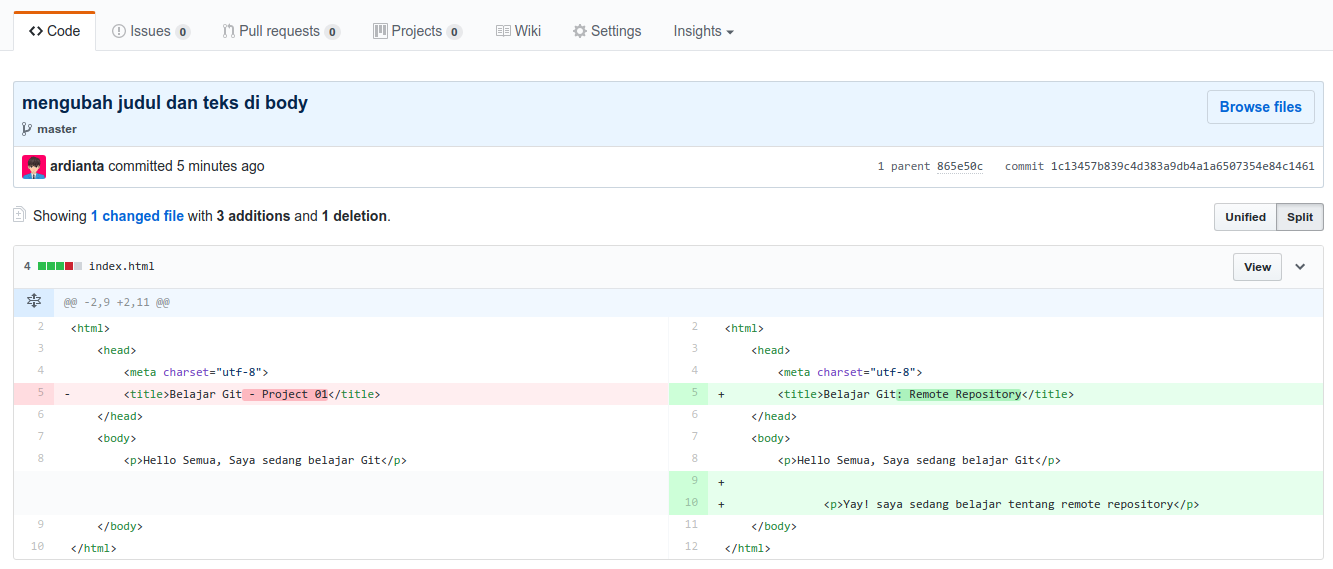 Code Issues 0 Pull requests 0 Projects 0 Wiki Settings Insights
mengubah judul dan teks di body
Browse files
master
ardianta committed 5 minutes ago 1 parent 865e50c commit 1c13457b839c4d383a9db4a1a6507354e84c1461
Showing 1 changed file with 3 additions and 1 deletion. Unified Split
4 index.html View
@@ -2,9 +2,11 @@
2 <html> 2 <html>
3 <head> 3 <head>
4 <meta charset="utf-8"> 4 <meta charset="utf-8">
5 - <title>Belajar Git - Project 01</title> 5 + <title>Belajar Git: Remote Repository</title>
6 </head> 6 </head>
7 <body> 7 <body>
8 <p>Hello Semua, Saya sedang belajar Git</p> 8 <p>Hello Semua, Saya sedang belajar Git</p>
9 +
10 + <p>Yay! saya sedang belajar tentang remote repository</p>
9 </body> 11 </body>
10 </html> 12 </html>